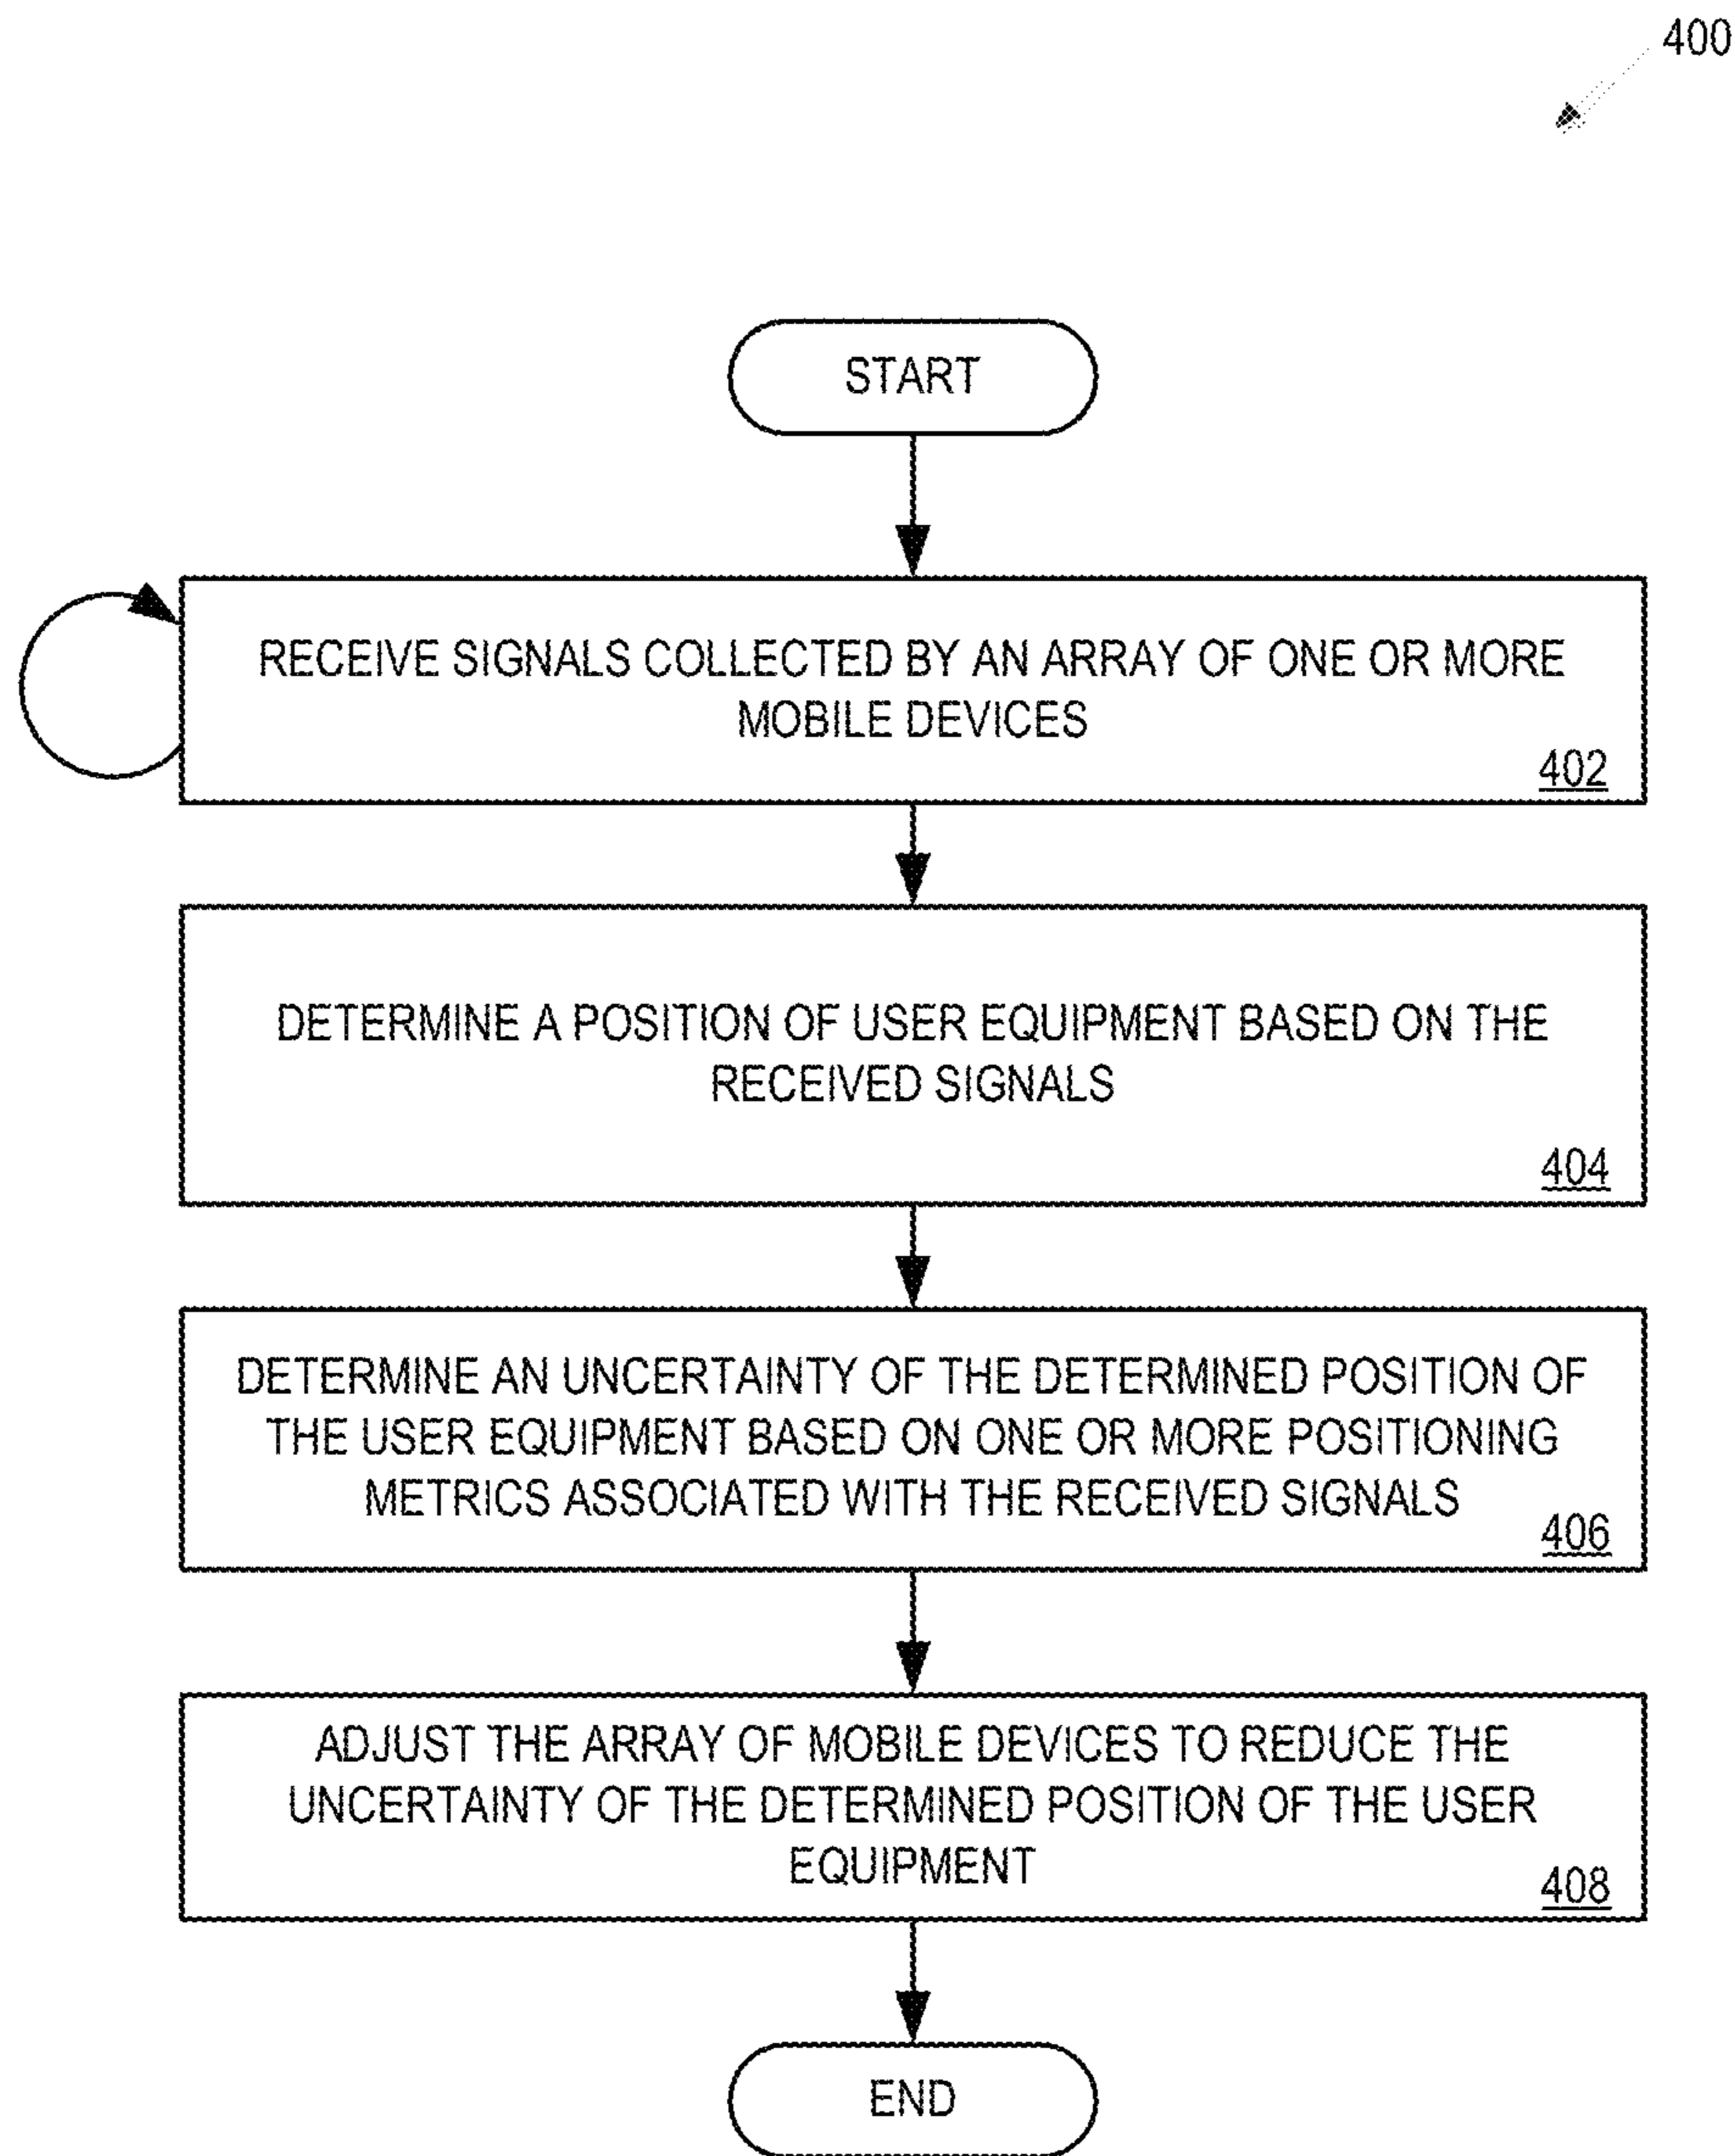 400
START
RECEIVE SIGNALS COLLECTED BY AN ARRAY OF ONE OR MORE
MOBILE DEVICES
402
DETERMINE A POSITION OF USER EQUIPMENT BASED ON THE
RECEIVED SIGNALS
404
DETERMINE AN UNCERTAINTY OF THE DETERMINED POSITION OF
THE USER EQUIPMENT BASED ON ONE OR MORE POSITIONING
METRICS ASSOCIATED WITH THE RECEIVED SIGNALS
406
ADJUST THE ARRAY OF MOBILE DEVICES TO REDUCE THE
UNCERTAINTY OF THE DETERMINED POSITION OF THE USER
EQUIPMENT
408
END